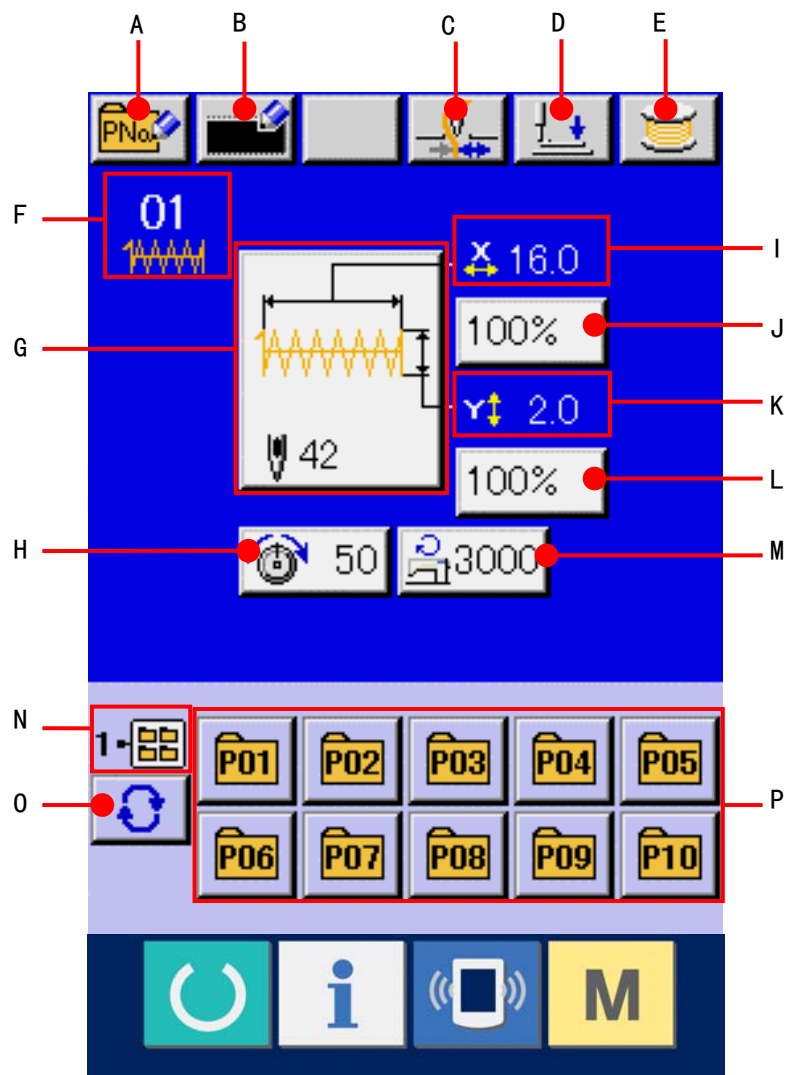 A B C D E
PNo.
F 01
X 16.0 I
G 100% J
Y 2.0 K
42
100% L
H 50 3000 M
N 1
P01 P02 P03 P04 P05
O P
P06 P07 P08 P09 P10
i M